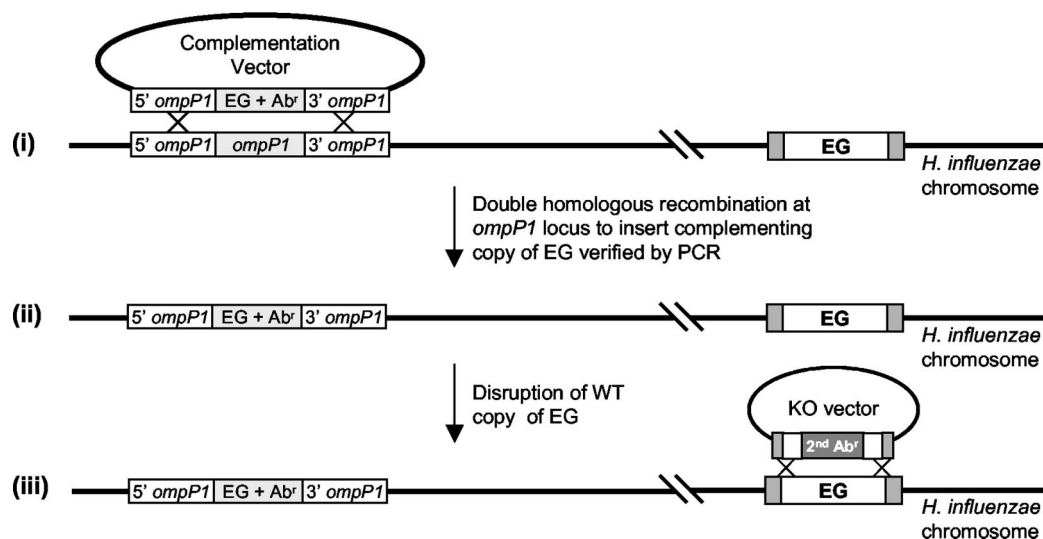 Complementation
Vector
5' ompP1 EG + Abʳ 3' ompP1
(i) 5' ompP1 ompP1 3' ompP1 EG
H. influenzae
chromosome
Double homologous recombination at
ompP1 locus to insert complementing
copy of EG verified by PCR
(ii) 5' ompP1 EG + Abʳ 3' ompP1 EG
H. influenzae
chromosome
Disruption of WT
copy of EG
KO vector
2ⁿᵈ Abʳ
(iii) 5' ompP1 EG + Abʳ 3' ompP1 EG
H. influenzae
chromosome